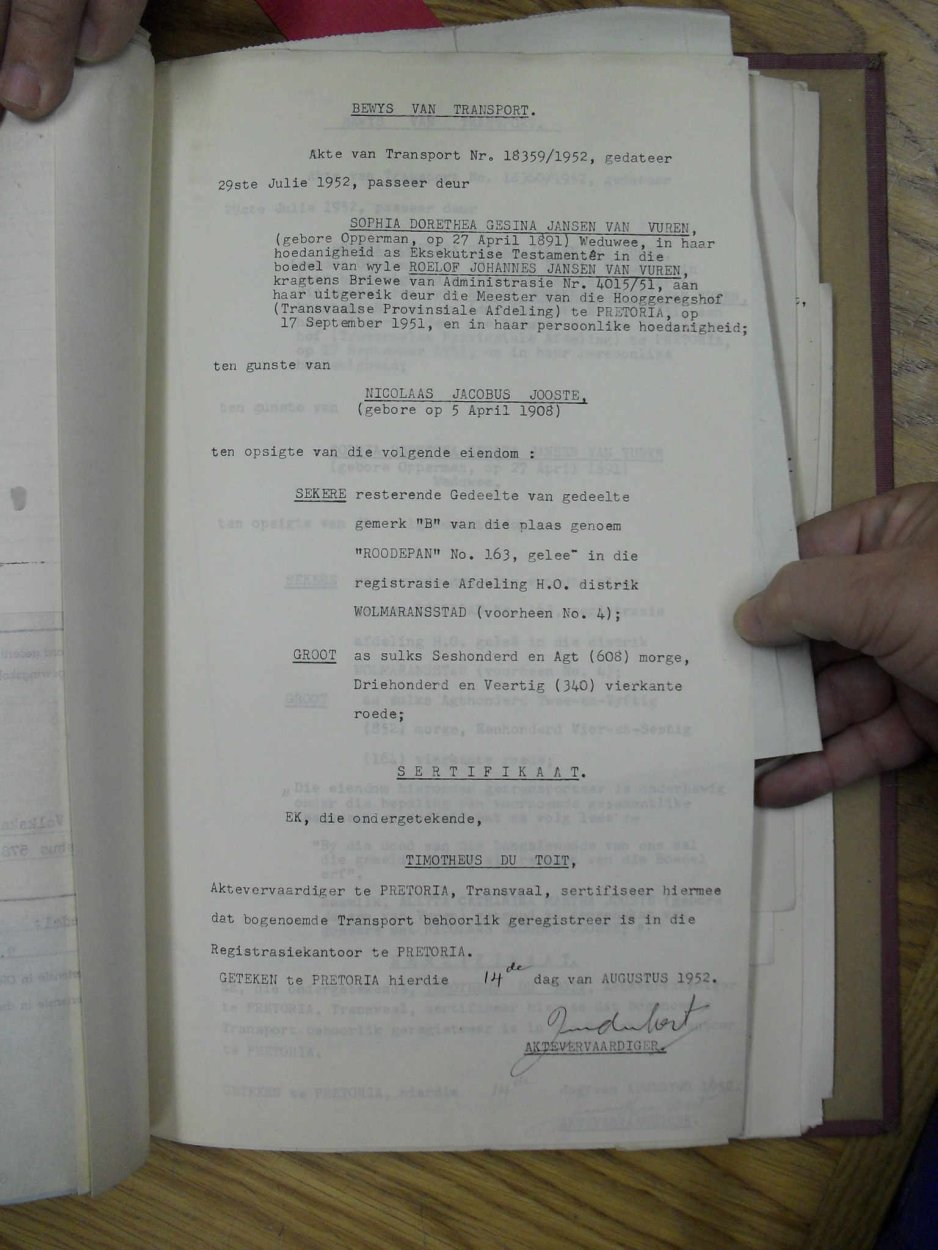 BEWYS VAN TRANSPORT.
Akte van Transport Nr. 18359/1952, gedateer
29ste Julie 1952, passeer deur
SOPHIA DORETHEA GESINA JANSEN VAN VUREN,
(gebore Opperman, op 27 April 1891) Weduwee, in haar
hoedanigheid as Eksekutrise Testamentêr in die
boedel van wyle ROELOF JOHANNES JANSEN VAN VUREN,
kragtens Briewe van Administrasie Nr. 4015/51, aan
haar uitgereik deur die Meester van die Hooggeregshof
(Transvaalse Provinsiale Afdeling) te PRETORIA, op
17 September 1951, en in haar persoonlike hoedanigheid;
ten gunste van
NICOLAAS JACOBUS JOOSTE,
(gebore op 5 April 1908)
ten opsigte van die volgende eiendom :
SEKERE resterende Gedeelte van gedeelte
gemerk "B" van die plaas genoem
"ROODEPAN" No. 163, gelee¨ in die
registrasie Afdeling H.O. distrik
WOLMARANSSTAD (voorheen No. 4);
GROOT as sulks Seshonderd en Agt (608) morge,
Driehonderd en Veertig (340) vierkante
roede;
S E R T I F I K A A T.
EK, die ondergetekende,
TIMOTHEUS DU TOIT,
Aktevervaardiger te PRETORIA, Transvaal, sertifiseer hiermee
dat bogenoemde Transport behoorlik geregistreer is in die
Registrasiekantoor te PRETORIA.
GETEKEN te PRETORIA hierdie 14de dag van AUGUSTUS 1952.
AKTEVERVAARDIGER.